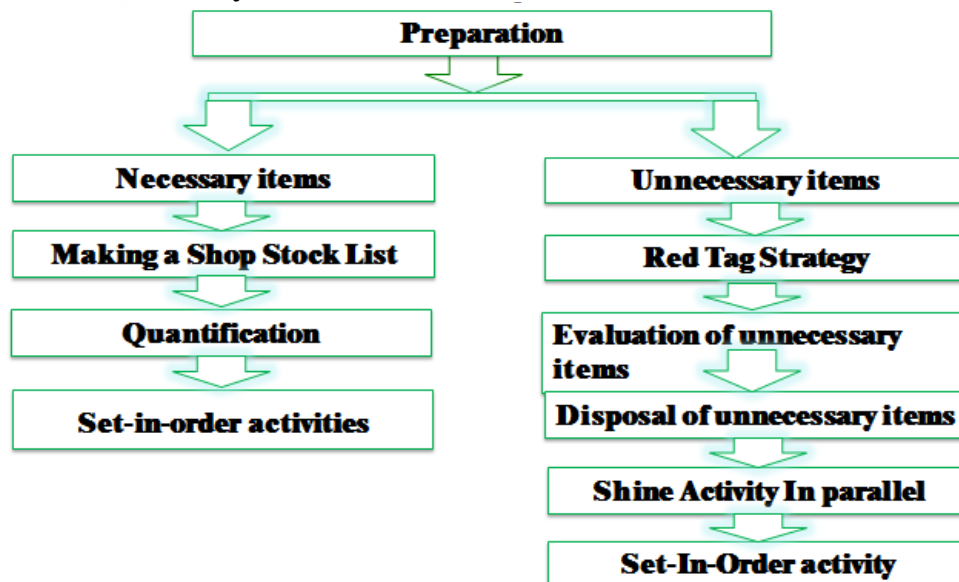 Preparation
Necessary items
Making a Shop Stock List
Quantification
Set-in-order activities
Unnecessary items
Red Tag Strategy
Evaluation of unnecessary
items
Disposal of unnecessary items
Shine Activity In parallel
Set-In-Order activity